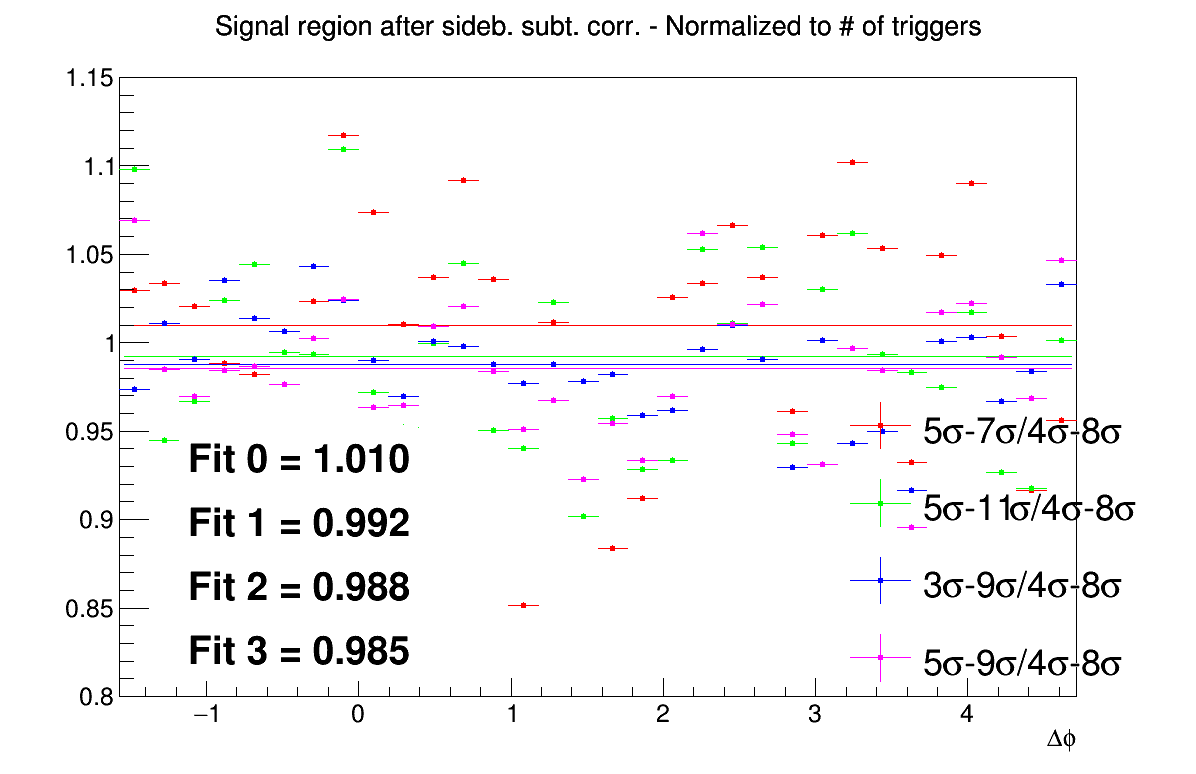 Signal region after sideb. subt. corr. - Normalized to # of triggers
1.15
1.1
1.05
1
0.95
0.9
0.85
0.8
Fit 0 = 1.010
Fit 1 = 0.992
Fit 2 = 0.988
Fit 3 = 0.985
5σ-7σ/4σ-8σ
5σ-11σ/4σ-8σ
3σ-9σ/4σ-8σ
5σ-9σ/4σ-8σ
−1 0 1 2 3 4
Δϕ